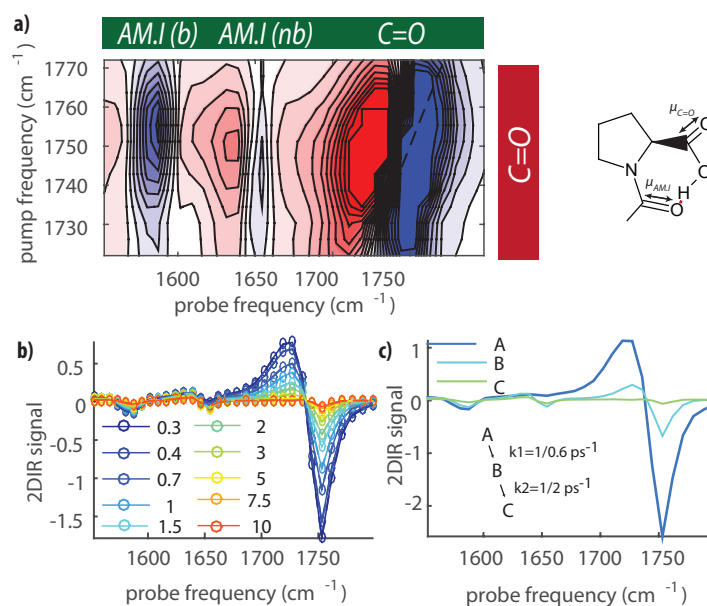 a)
AM.I (b) AM.I (nb) C=O
1770
1760
1750
1740
1730
pump frequency (cm⁻¹)
1600 1650 1700 1750
probe frequency (cm⁻¹)
C=O
μC=O
O
O
N
H
μAM.I
O
b)
0.5
0
-0.5
-1
-1.5
2DIR signal
0.3 2
0.4 3
0.7 5
1 7.5
1.5 10
1600 1650 1700 1750
probe frequency (cm⁻¹)
c)
1
0
-1
-2
2DIR signal
A
B
C
A
k1=1/0.6 ps⁻¹
B
k2=1/2 ps⁻¹
C
1600 1650 1700 1750
probe frequency (cm⁻¹)